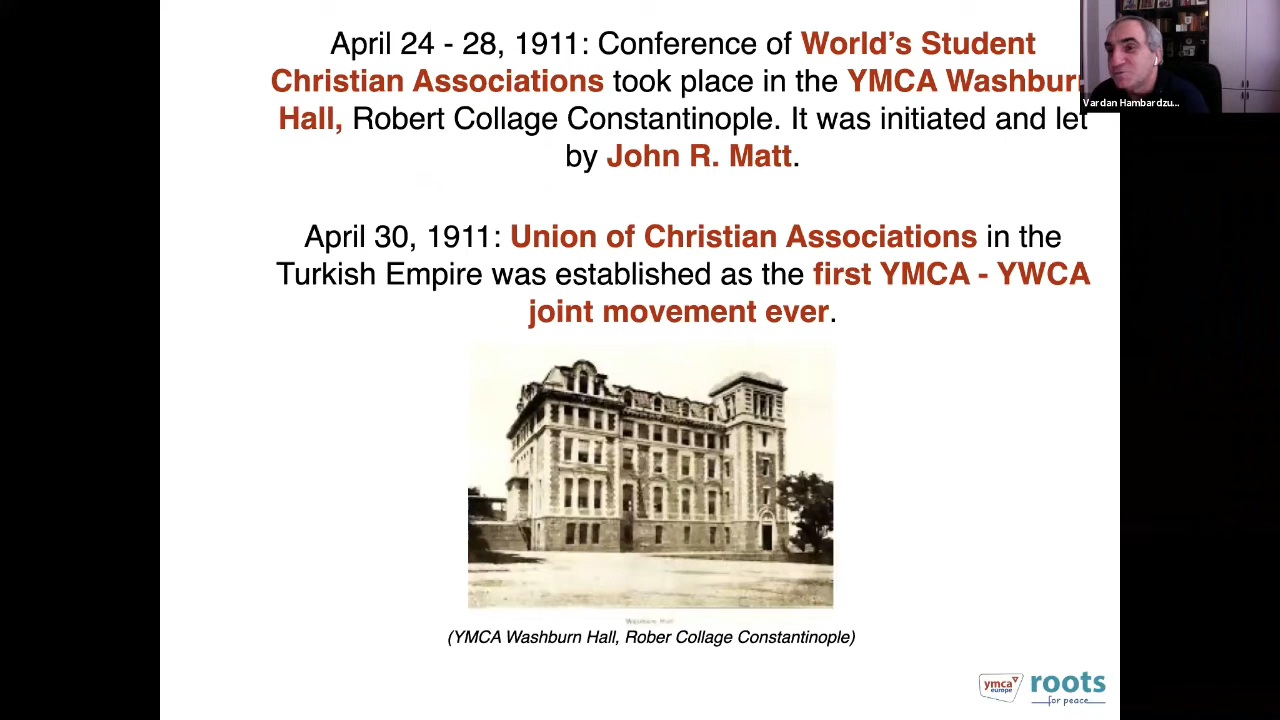 April 24 - 28, 1911: Conference of World's Student
Christian Associations took place in the YMCA Washburn
Hall, Robert Collage Constantinople. It was initiated and let
by John R. Matt.
April 30, 1911: Union of Christian Associations in the
Turkish Empire was established as the first YMCA - YWCA
joint movement ever.
Washburn Hall
(YMCA Washburn Hall, Rober Collage Constantinople)
Vardan Hambardzu...
ymca
europe
roots
for peace